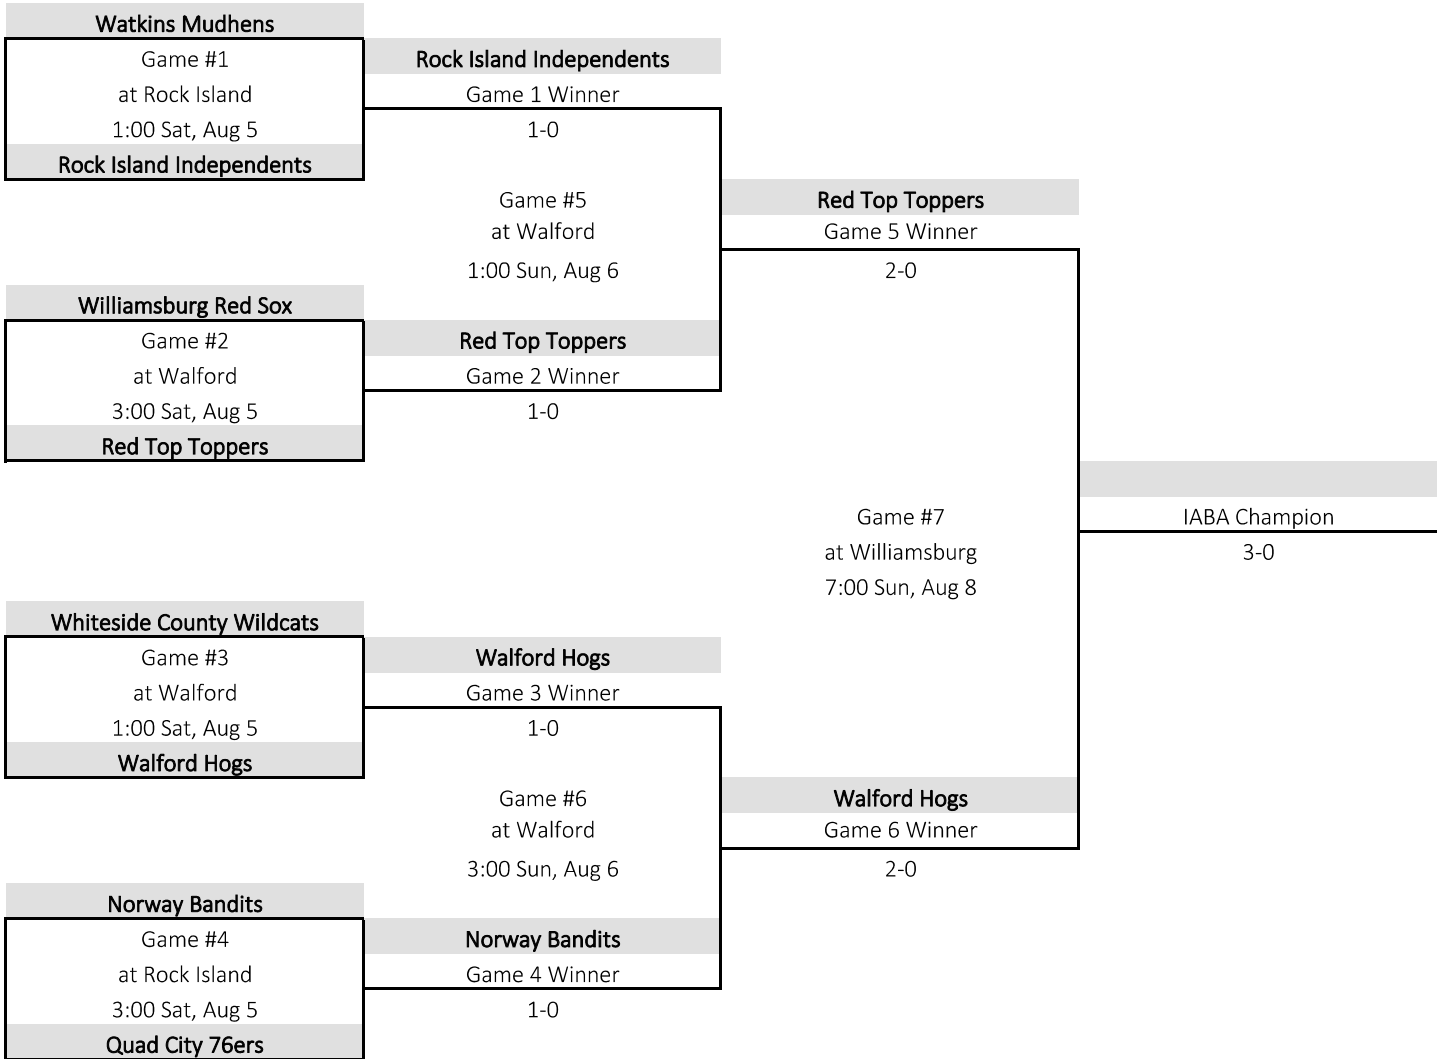 Watkins Mudhens
Game #1
at Rock Island
1:00 Sat, Aug 5
Rock Island Independents
Rock Island Independents
Game 1 Winner
1-0
Game #5
at Walford
1:00 Sun, Aug 6
Williamsburg Red Sox
Game #2
at Walford
3:00 Sat, Aug 5
Red Top Toppers
Red Top Toppers
Game 2 Winner
1-0
Red Top Toppers
Game 5 Winner
2-0
Game #7
at Williamsburg
7:00 Sun, Aug 8
IABA Champion
3-0
Whiteside County Wildcats
Game #3
at Walford
1:00 Sat, Aug 5
Walford Hogs
Walford Hogs
Game 3 Winner
1-0
Game #6
at Walford
3:00 Sun, Aug 6
Walford Hogs
Game 6 Winner
2-0
Norway Bandits
Game #4
at Rock Island
3:00 Sat, Aug 5
Quad City 76ers
Norway Bandits
Game 4 Winner
1-0